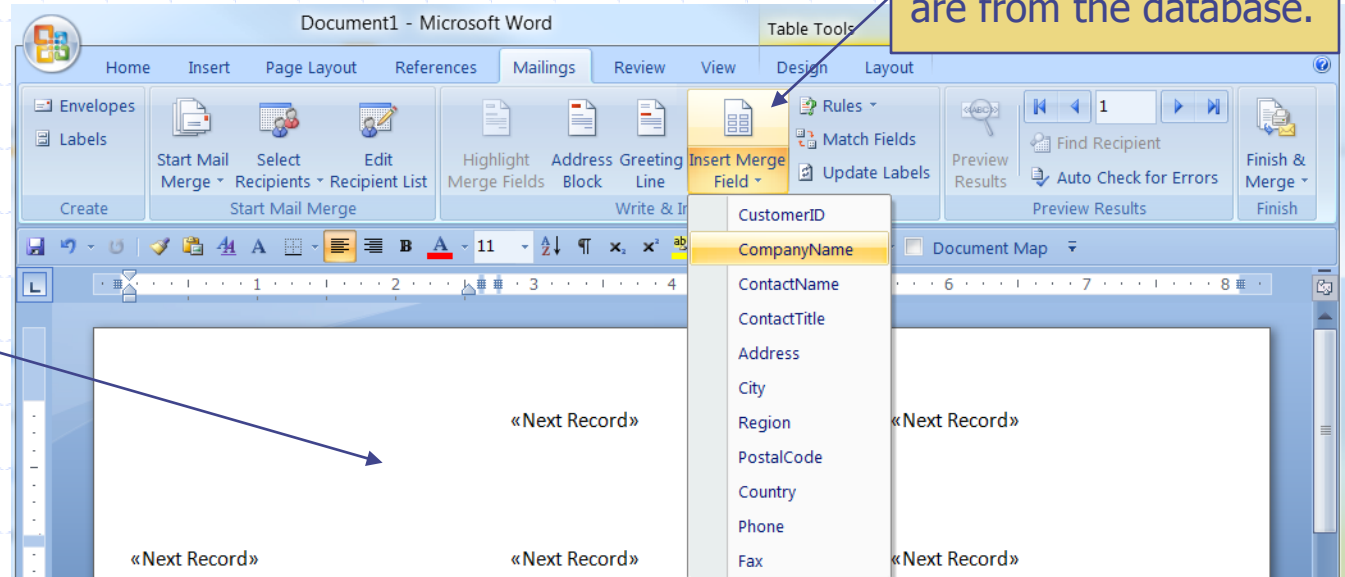 are from the database.
Document1 - Microsoft Word
Table Tools
Home Insert Page Layout References Mailings Review View Design Layout
Envelopes
Labels
Start Mail Merge
Select Recipients
Edit Recipient List
Highlight Merge Fields
Address Block
Greeting Line
Insert Merge Field
Rules
Match Fields
Update Labels
Preview Results
1
Find Recipient
Auto Check for Errors
Finish & Merge
Create Start Mail Merge Write & In Preview Results Finish
A A B A 11 A Z ¶ x₂ x² ab Document Map
L 1 2 3 4 6 7 8
CustomerID
CompanyName
ContactName
ContactTitle
Address
City
Region
PostalCode
Country
Phone
Fax
«Next Record» «Next Record»
«Next Record» «Next Record» «Next Record»